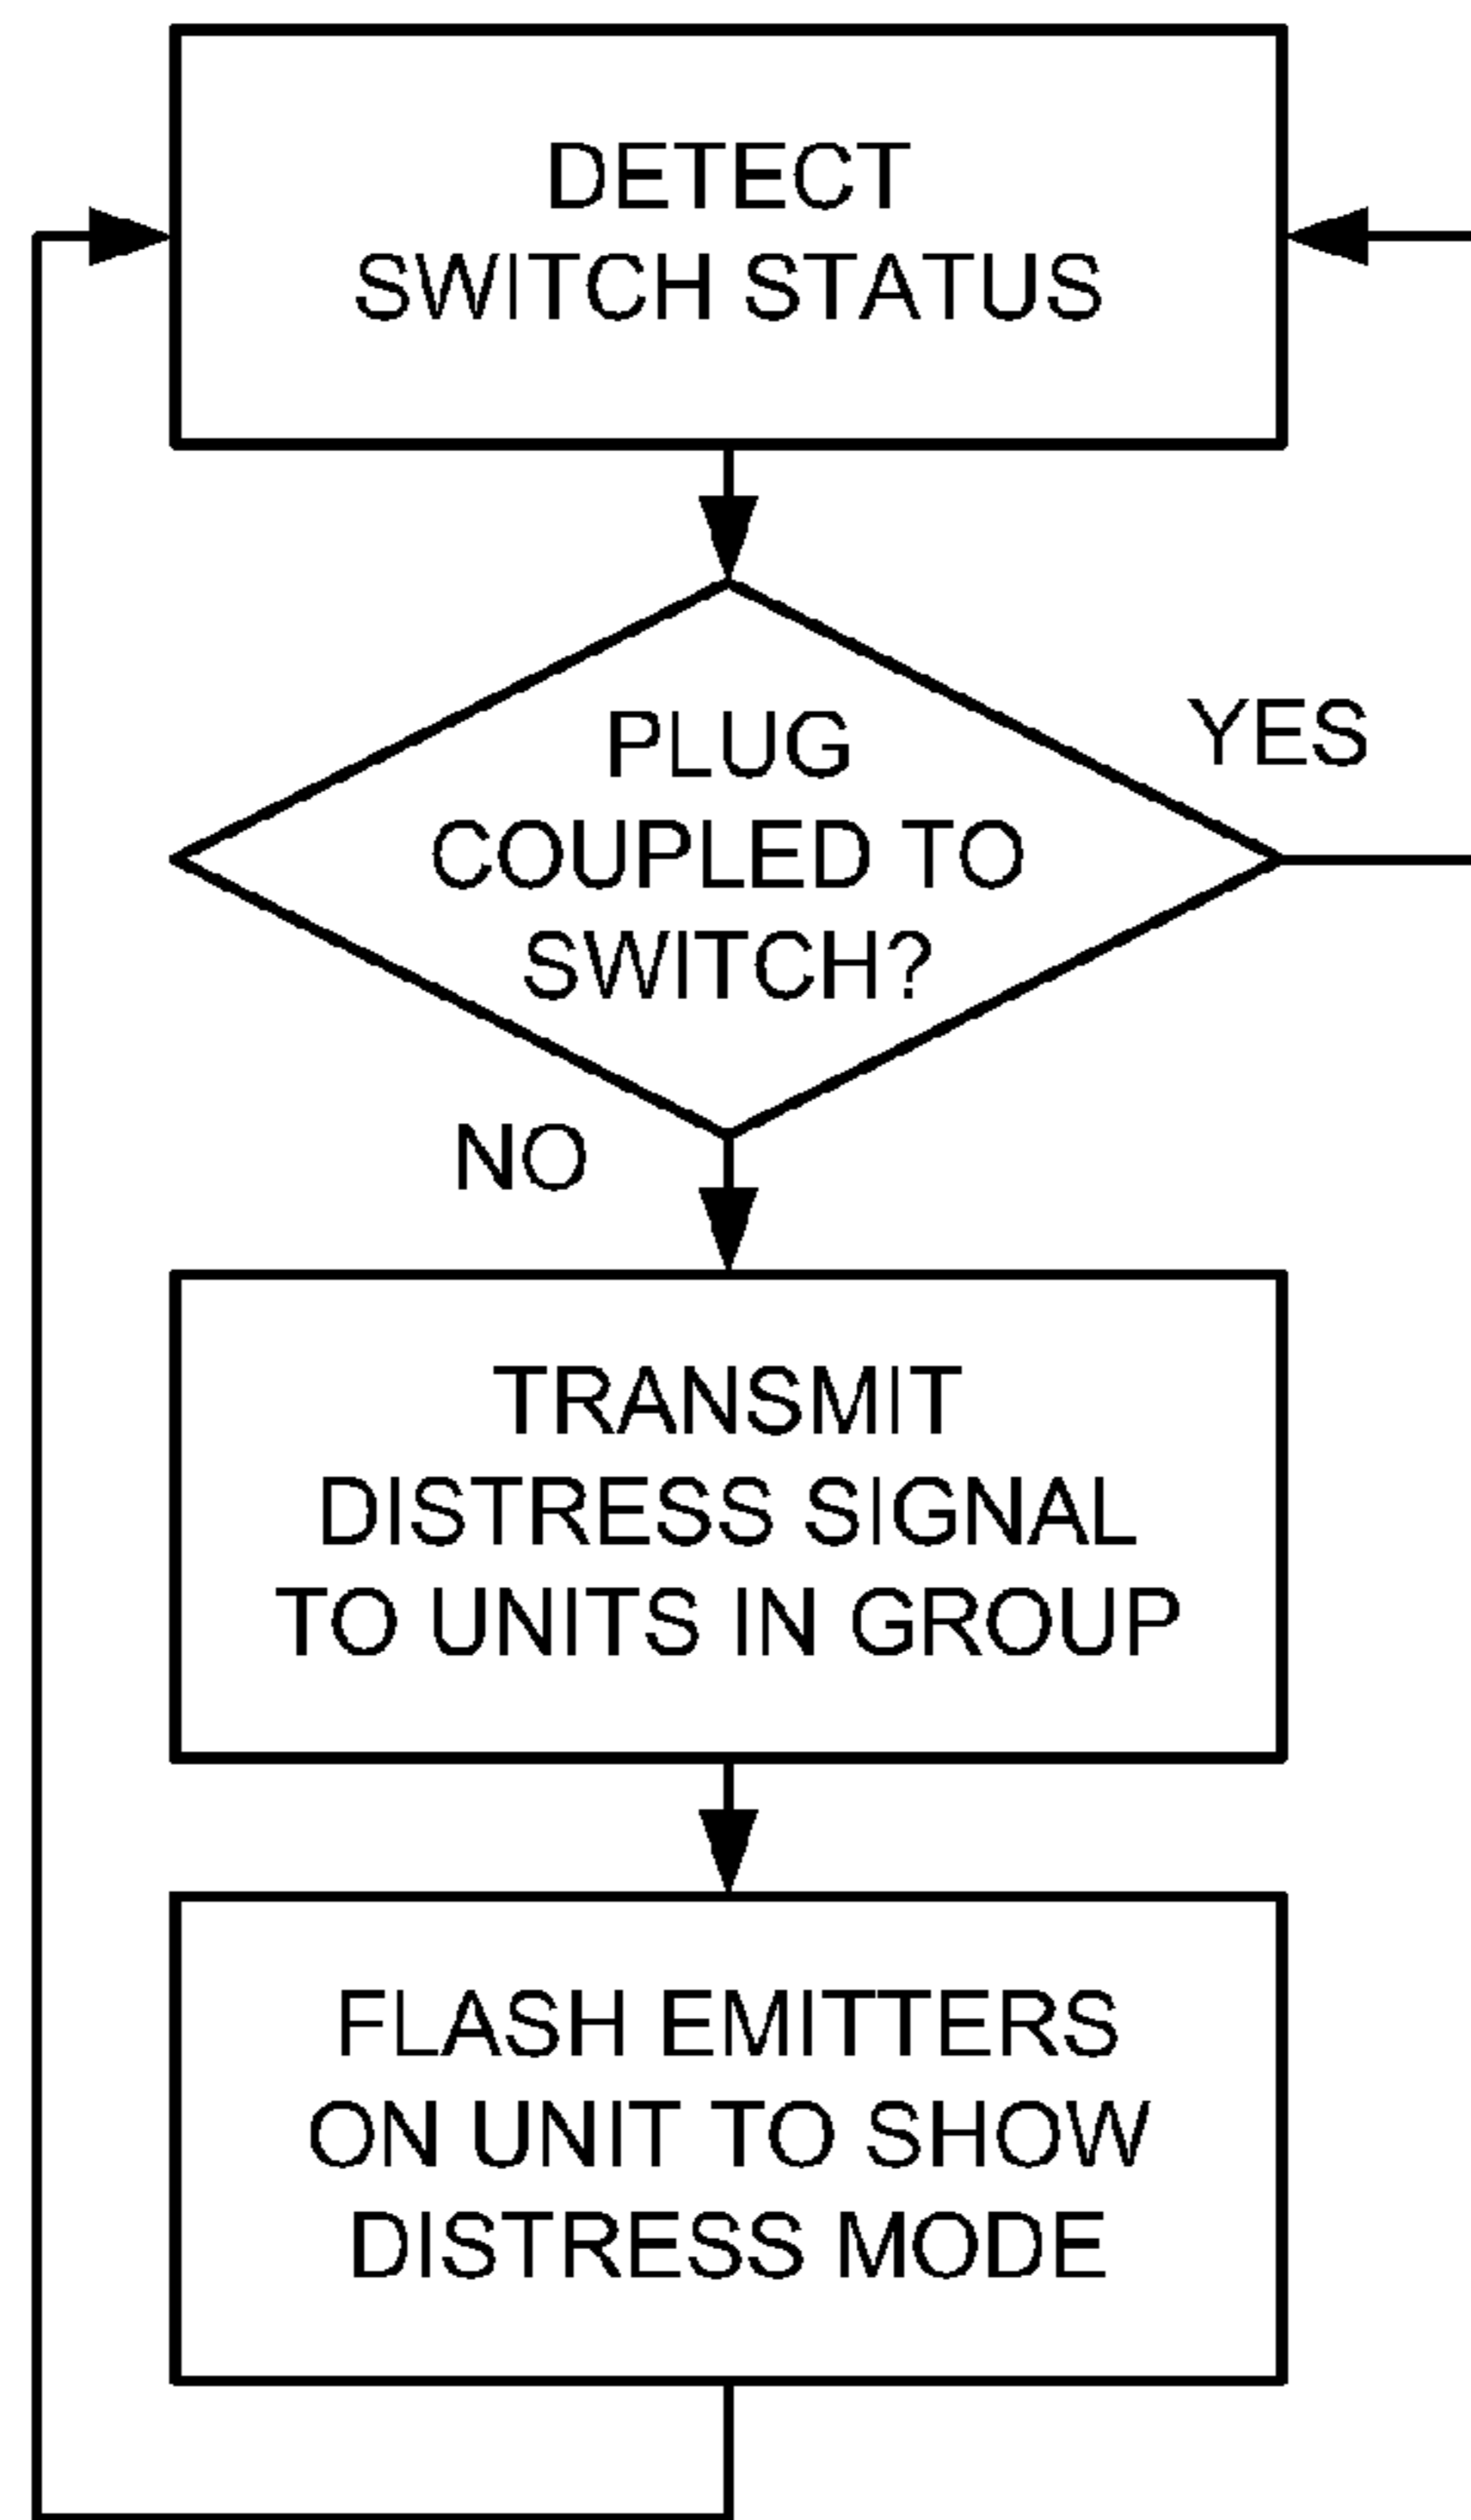 DETECT
SWITCH STATUS
PLUG
COUPLED TO
SWITCH?
YES
NO
TRANSMIT
DISTRESS SIGNAL
TO UNITS IN GROUP
FLASH EMITTERS
ON UNIT TO SHOW
DISTRESS MODE